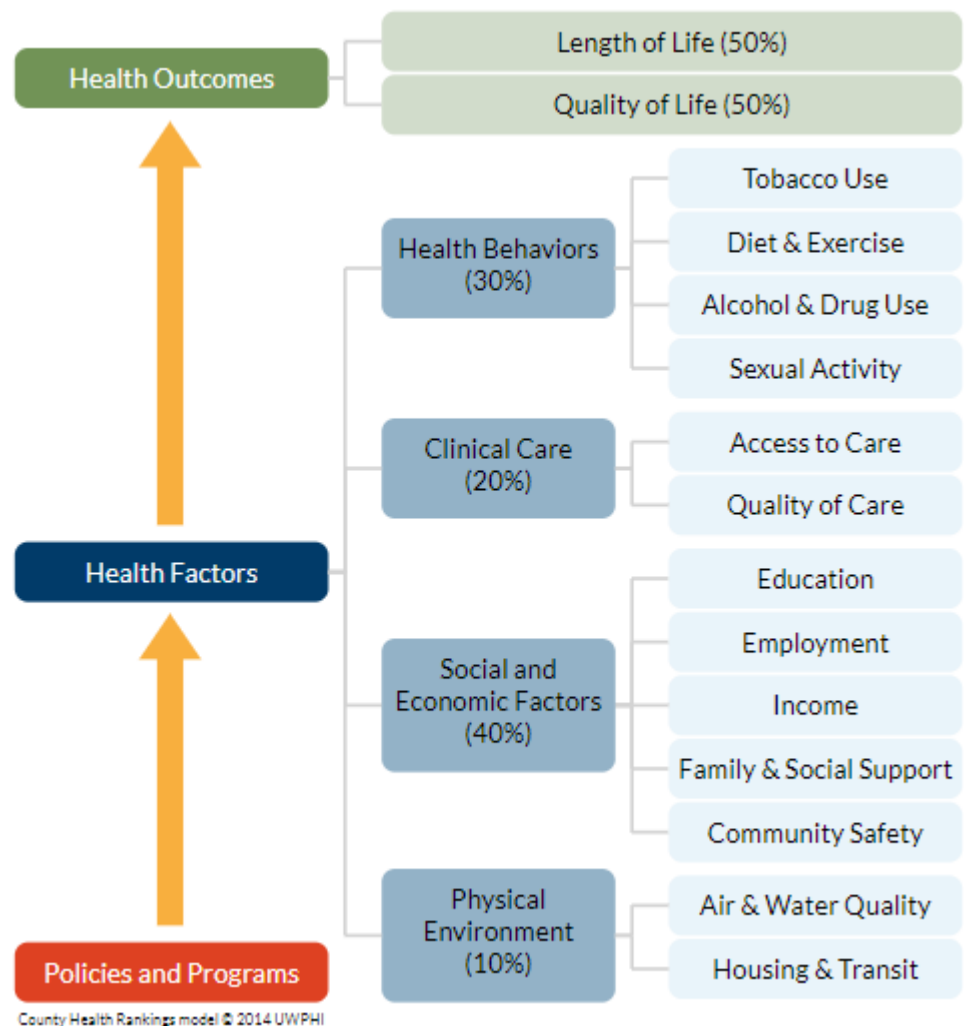 Health Outcomes
Length of Life (50%)
Quality of Life (50%)
Health Factors
Health Behaviors
(30%)
Tobacco Use
Diet & Exercise
Alcohol & Drug Use
Sexual Activity
Clinical Care
(20%)
Access to Care
Quality of Care
Social and
Economic Factors
(40%)
Education
Employment
Income
Family & Social Support
Community Safety
Physical
Environment
(10%)
Air & Water Quality
Housing & Transit
Policies and Programs
County Health Rankings model © 2014 UWPHI